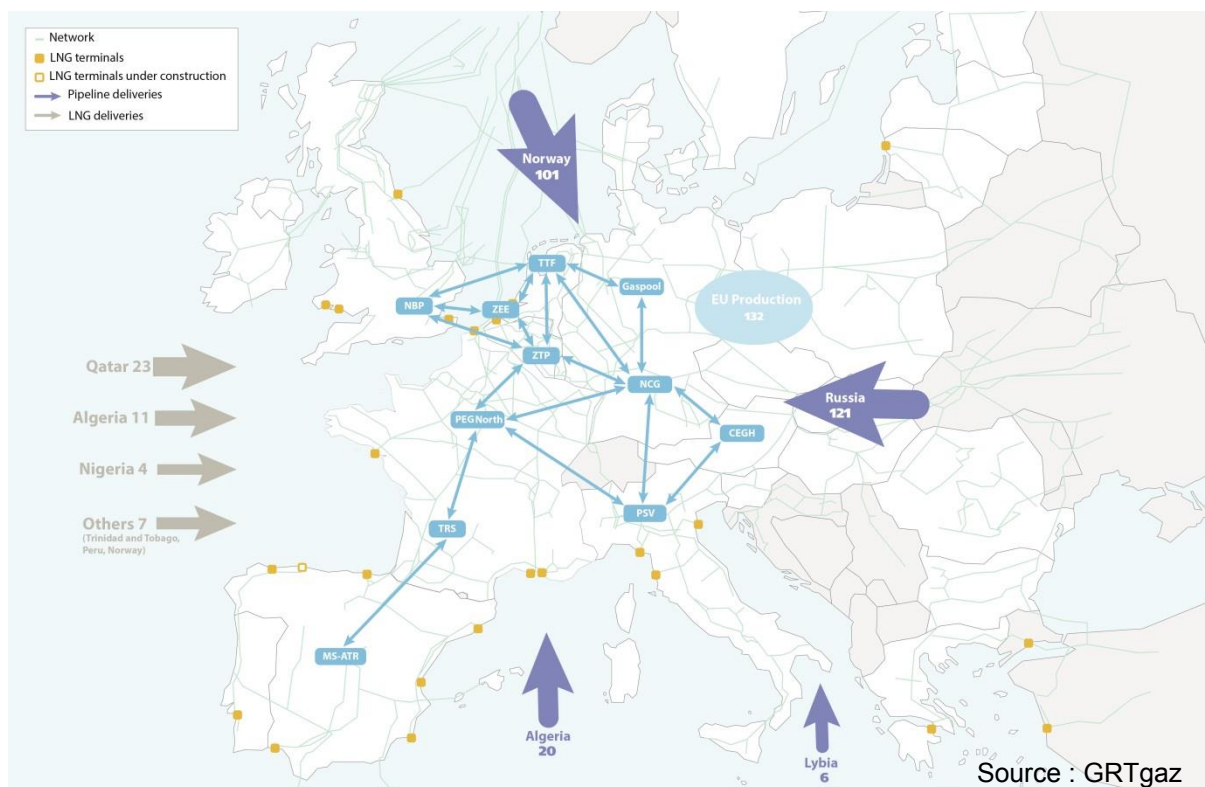 Network
LNG terminals
LNG terminals under construction
Pipeline deliveries
LNG deliveries
Norway
101
TTF
Gaspool
NBP
ZEE
EU Production
132
ZTP
Qatar 23
NCG
Russia
121
Algeria 11
PEG North
CEGH
Nigeria 4
PSV
Others 7
(Trinidad and Tobago,
Peru, Norway)
TRS
MS-ATR
Algeria
20
Lybia
6
Source : GRTgaz